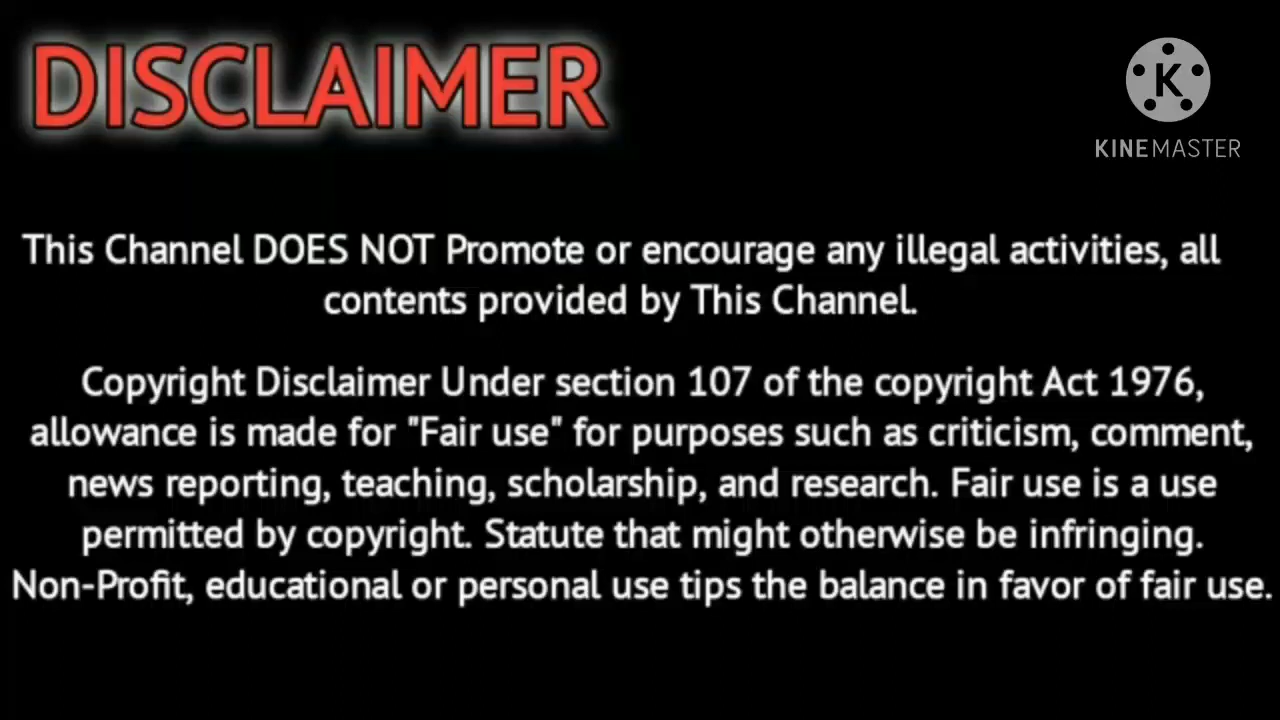 DISCLAIMER
K
KINEMASTER
This Channel DOES NOT Promote or encourage any illegal activities, all
contents provided by This Channel.
Copyright Disclaimer Under section 107 of the copyright Act 1976,
allowance is made for "Fair use" for purposes such as criticism, comment,
news reporting, teaching, scholarship, and research. Fair use is a use
permitted by copyright. Statute that might otherwise be infringing.
Non-Profit, educational or personal use tips the balance in favor of fair use.